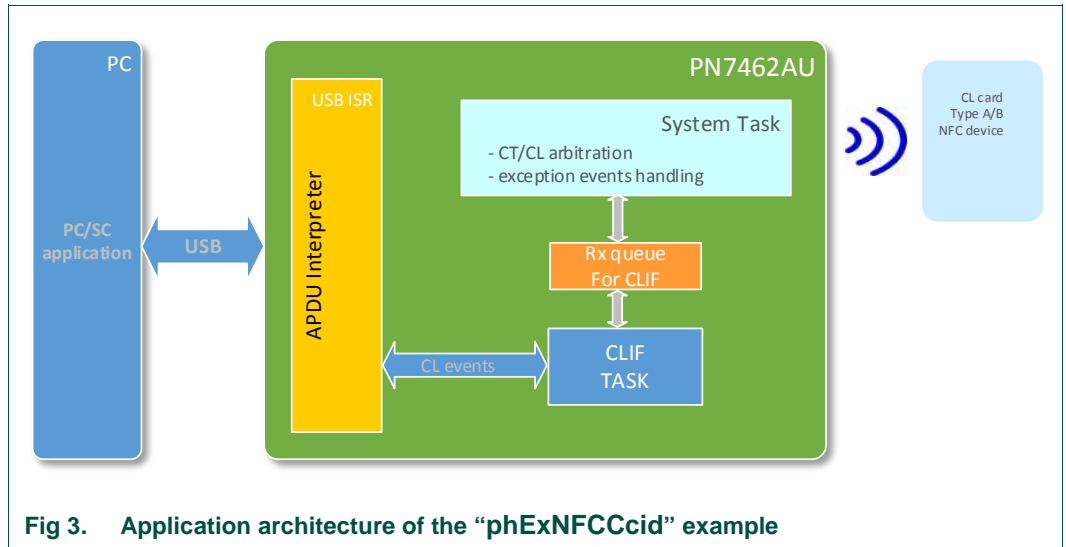 PC
PC/SC
application
USB
PN7462AU
USB ISR
APDU Interpreter
System Task
- CT/CL arbitration
- exception events handling
Rx queue
For CLIF
CL events
CLIF
TASK
CL card
Type A/B
NFC device
Fig 3. Application architecture of the “phExNFCCcid” example